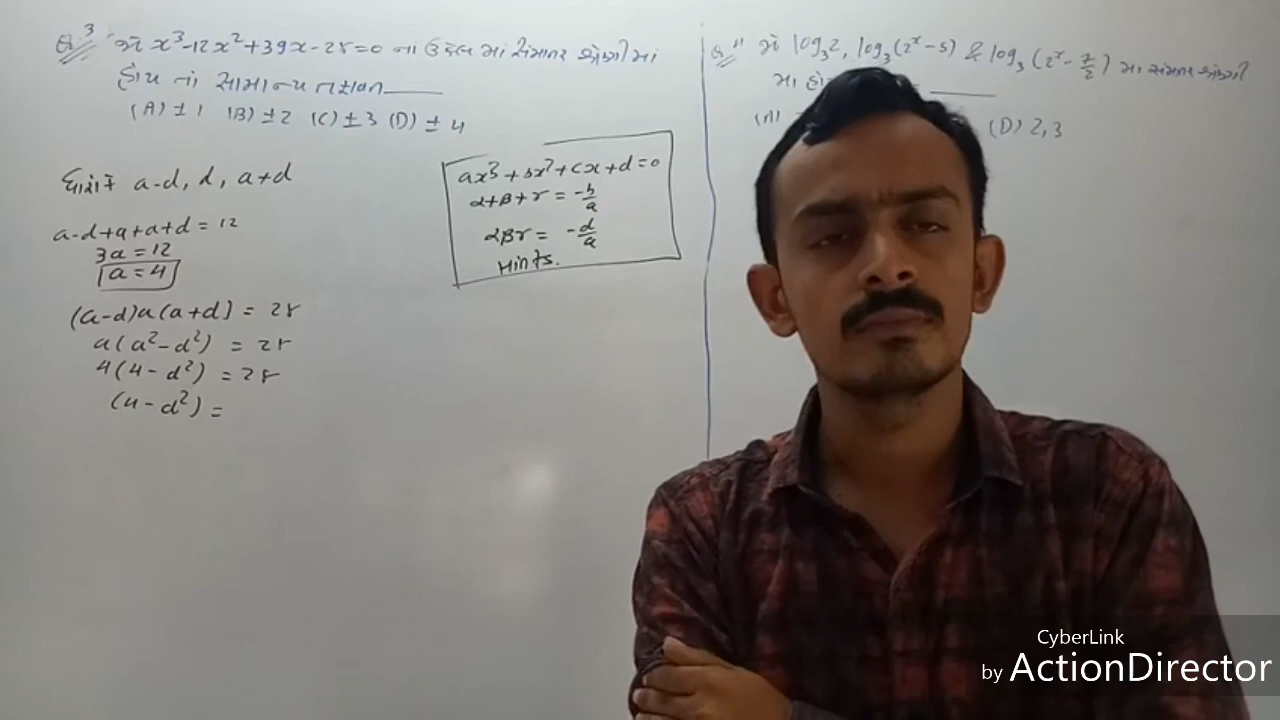 Q. 3 જો x³-12x²+39x-28=0 ના ઉકેલ માં સમાંતર શ્રેણીમાં
હોય તો સામાન્ય તફાવત______
(A) ±1 (B) ±2 (C) ±3 (D) ±4
ધારોકે a-d, d, a+d
a-d+a+a+d = 12
3a = 12
a = 4
(a-d)a(a+d) = 28
a(a²-d²) = 28
4(4-d²) = 28
(4-d²) =
ax³+bx²+cx+d=0
α+β+γ = -b/a
αβγ = -d/a
Hints.
Q. 4 જો log₃2, log₃(2ˣ-5) & log₃(2ˣ-7/2) માં સમાંતર શ્રેણી
માં હો ______
(A) (D) 2,3
CyberLink
by ActionDirector